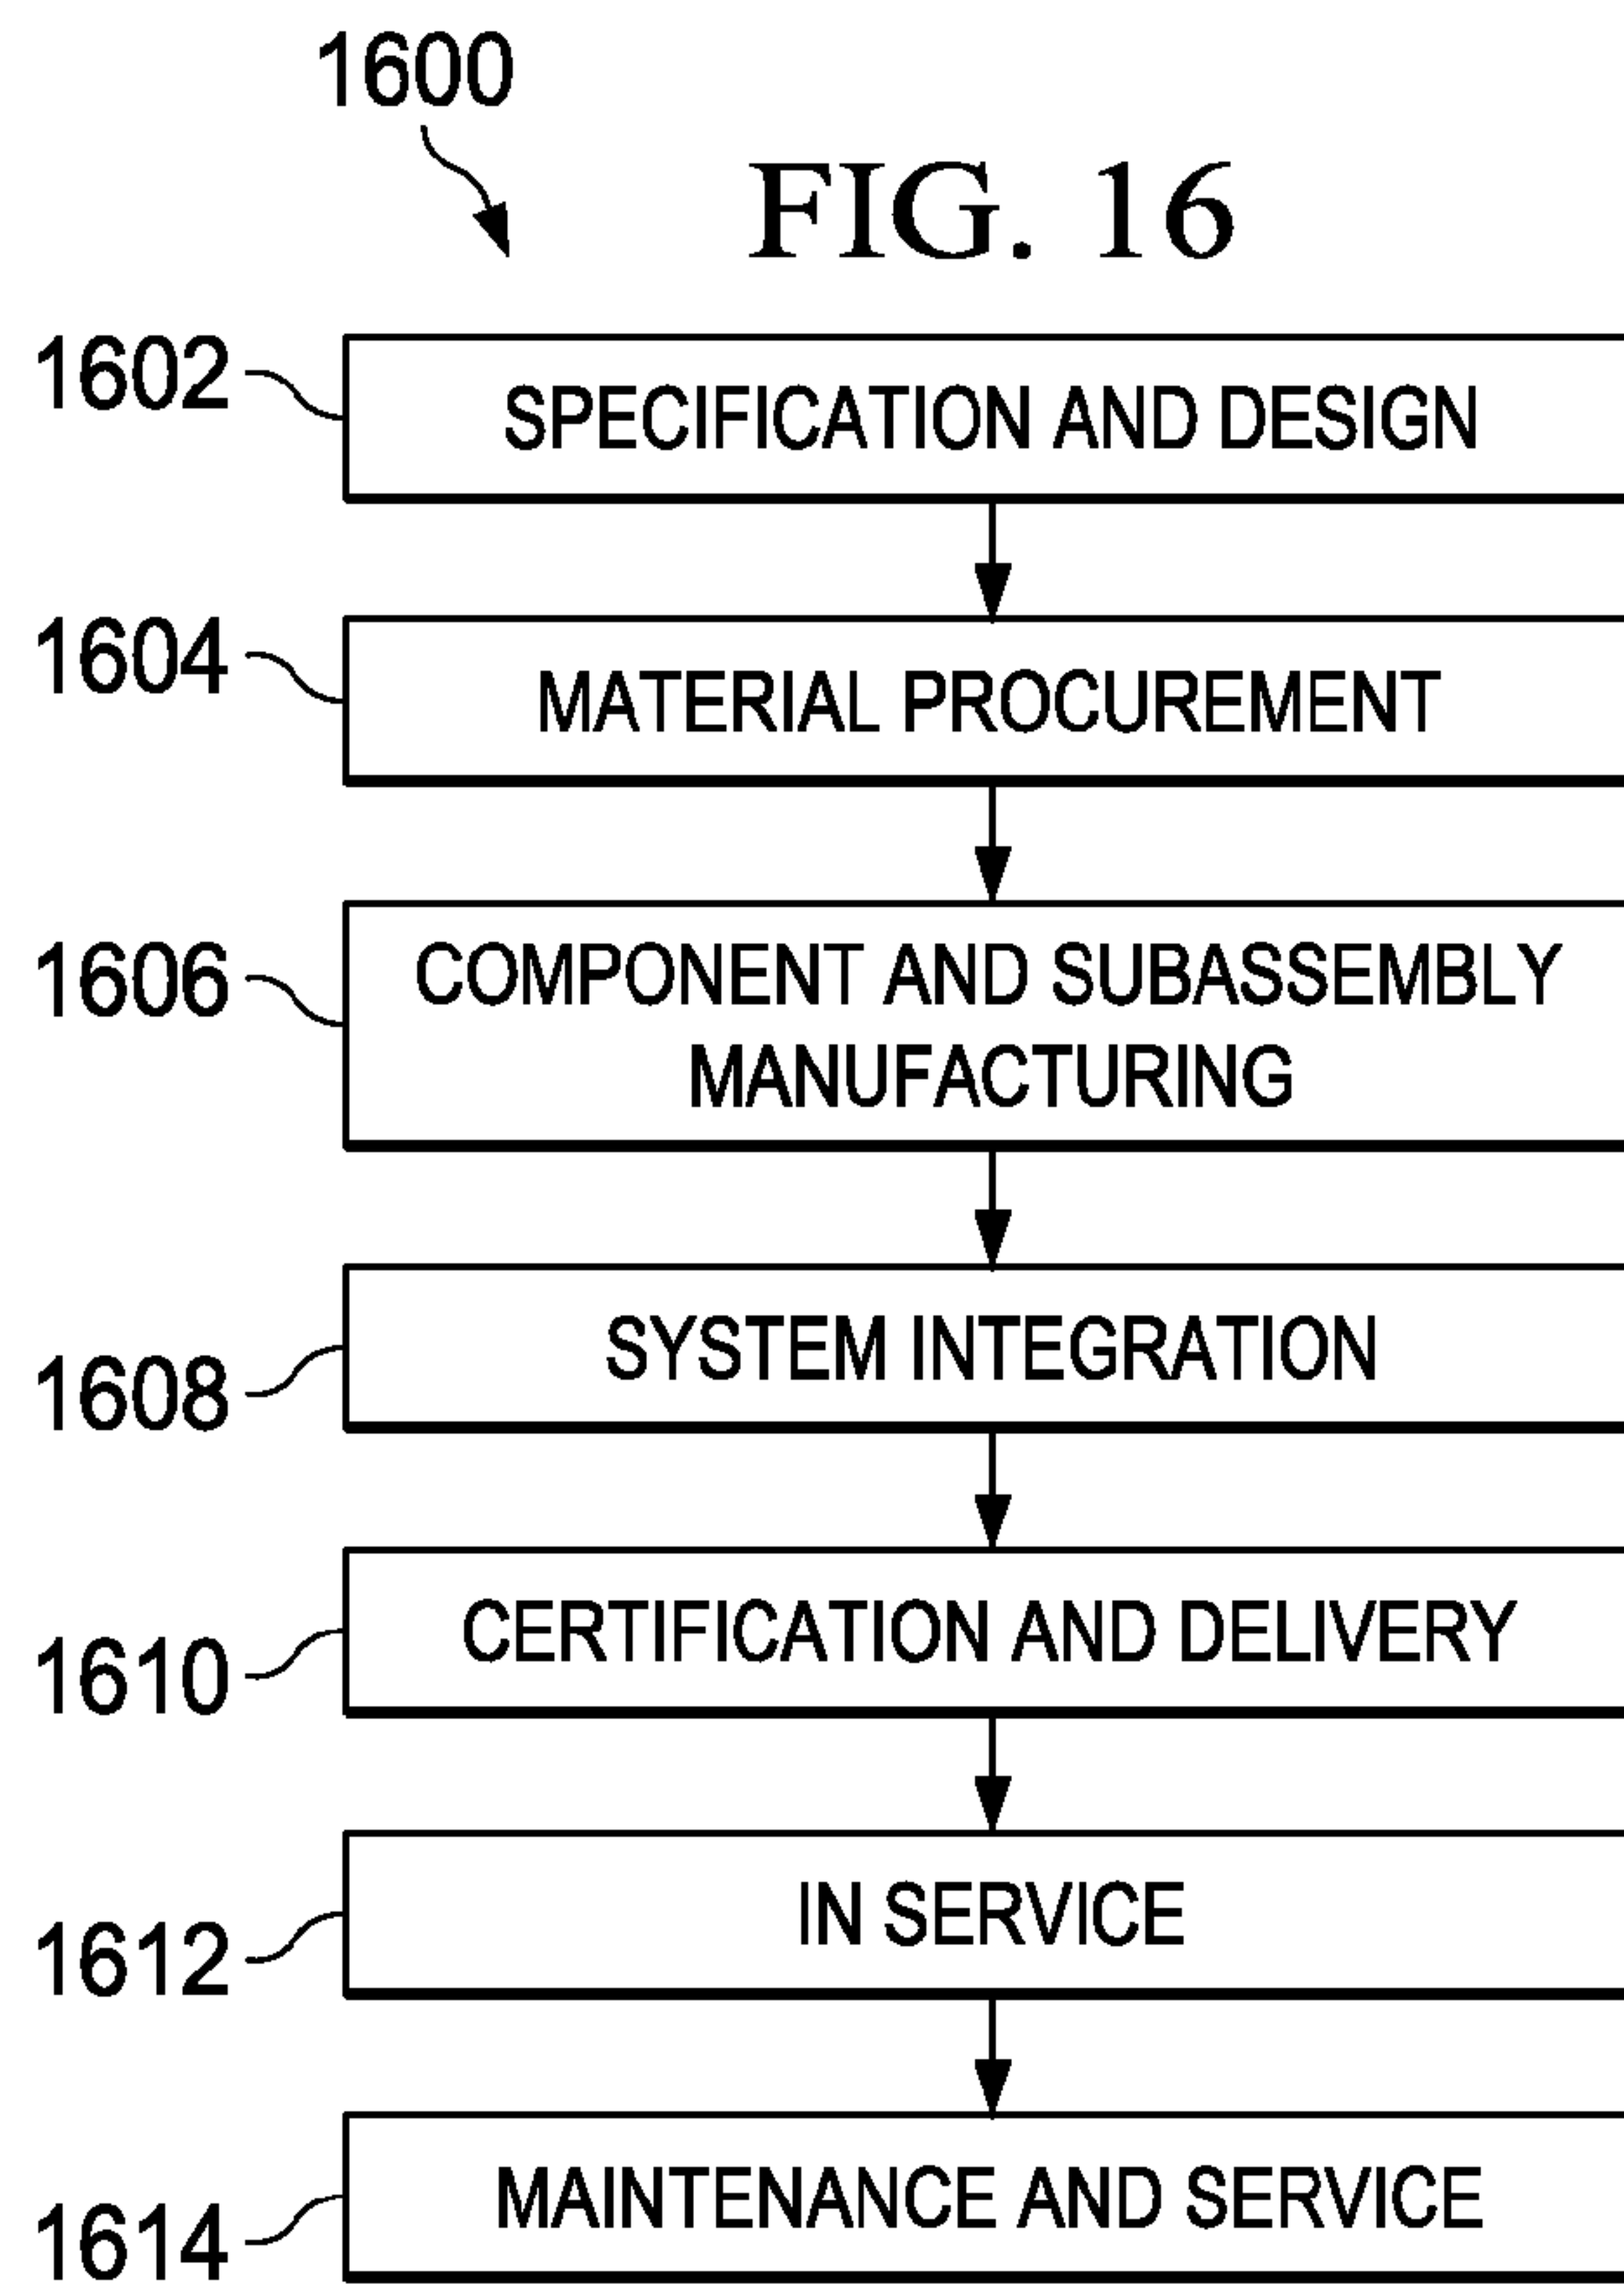 1600
FIG. 16
1602
SPECIFICATION AND DESIGN
1604
MATERIAL PROCUREMENT
1606
COMPONENT AND SUBASSEMBLY
MANUFACTURING
1608
SYSTEM INTEGRATION
1610
CERTIFICATION AND DELIVERY
1612
IN SERVICE
1614
MAINTENANCE AND SERVICE